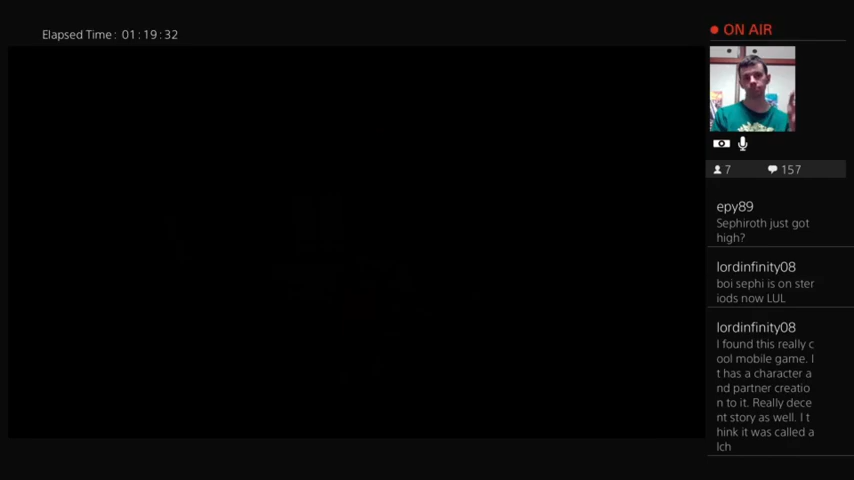 Elapsed Time: 01:19:32
ON AIR
7 157
epy89
Sephiroth just got
high?
lordinfinity08
boi sephi is on ster
iods now LUL
lordinfinity08
I found this really c
ool mobile game. I
t has a character a
nd partner creatio
n to it. Really dece
nt story as well. I t
hink it was called a
lch